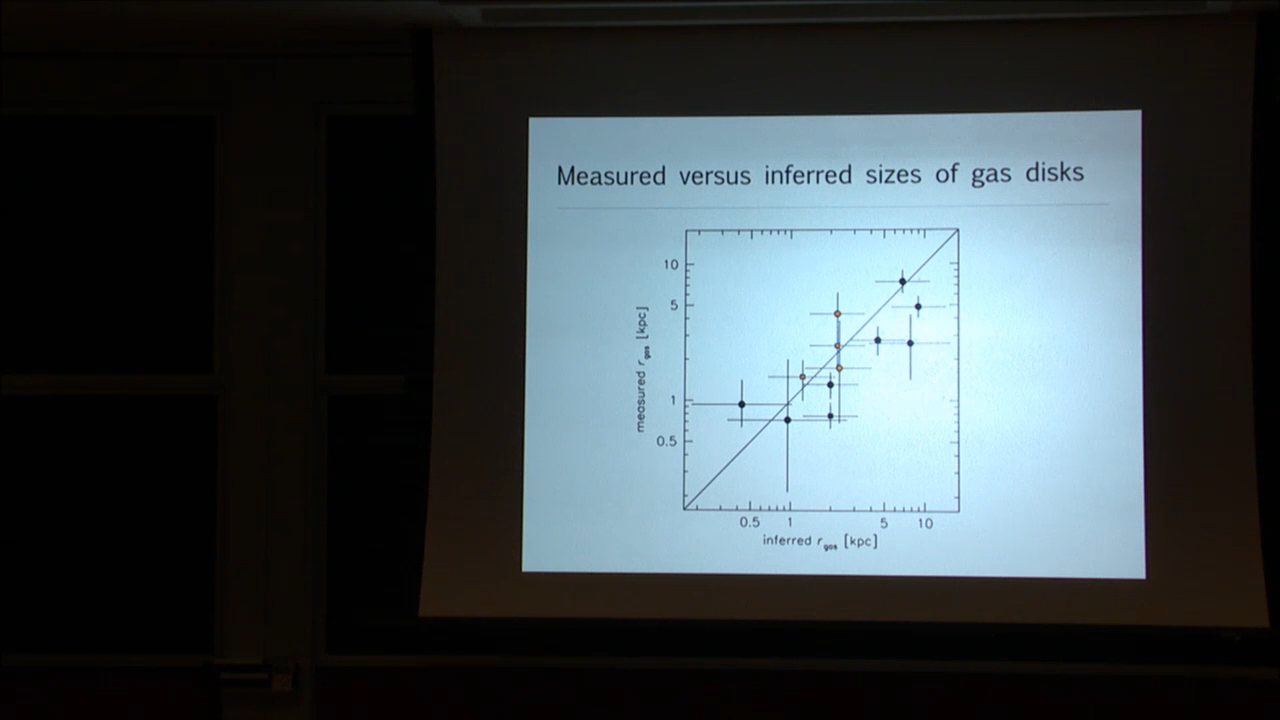 Measured versus inferred sizes of gas disks
10
5
1
0.5
measured r_gas [kpc]
0.5 1 5 10
inferred r_gas [kpc]